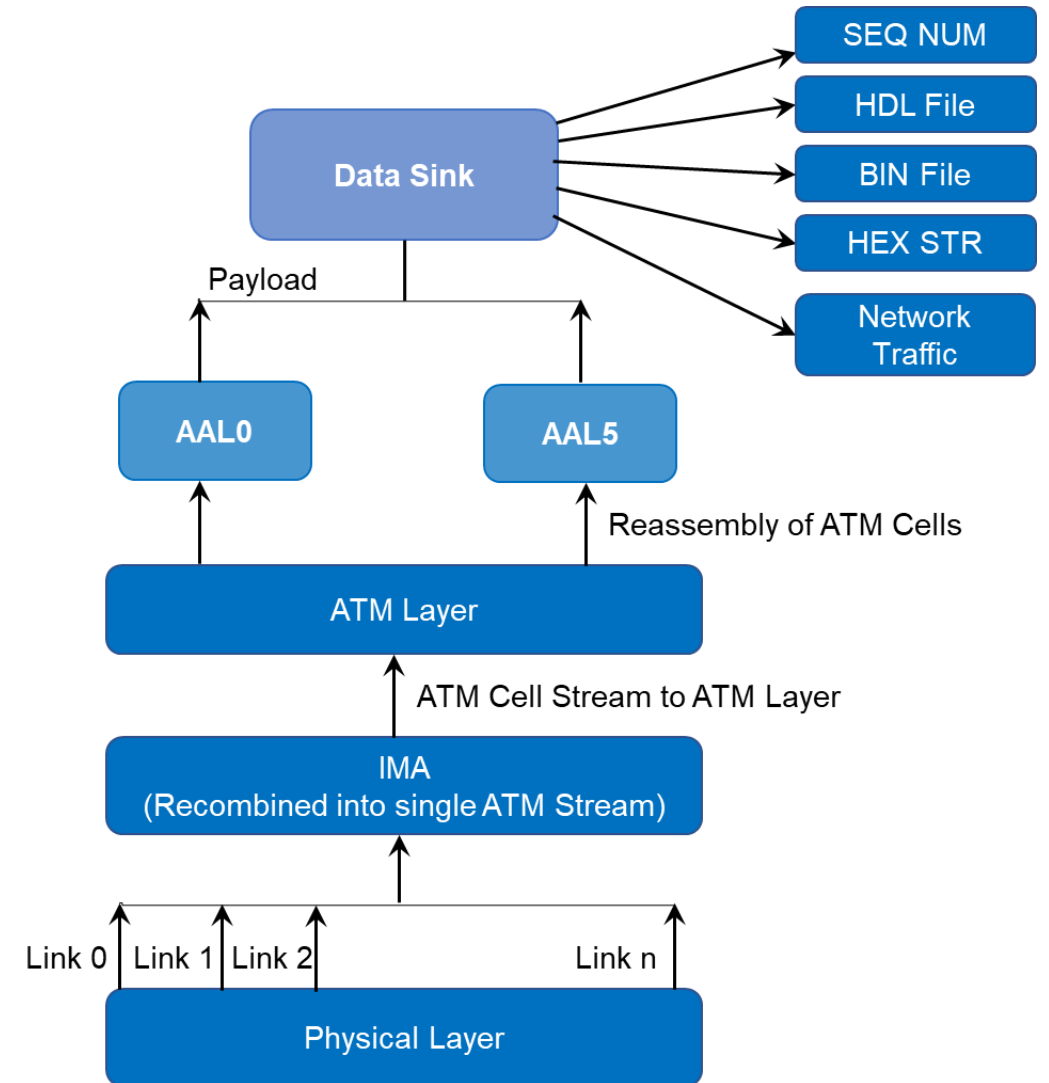 SEQ NUM
HDL File
Data Sink
BIN File
HEX STR
Payload
Network
Traffic
AAL0
AAL5
Reassembly of ATM Cells
ATM Layer
ATM Cell Stream to ATM Layer
IMA
(Recombined into single ATM Stream)
Link 0 Link 1 Link 2 Link n
Physical Layer